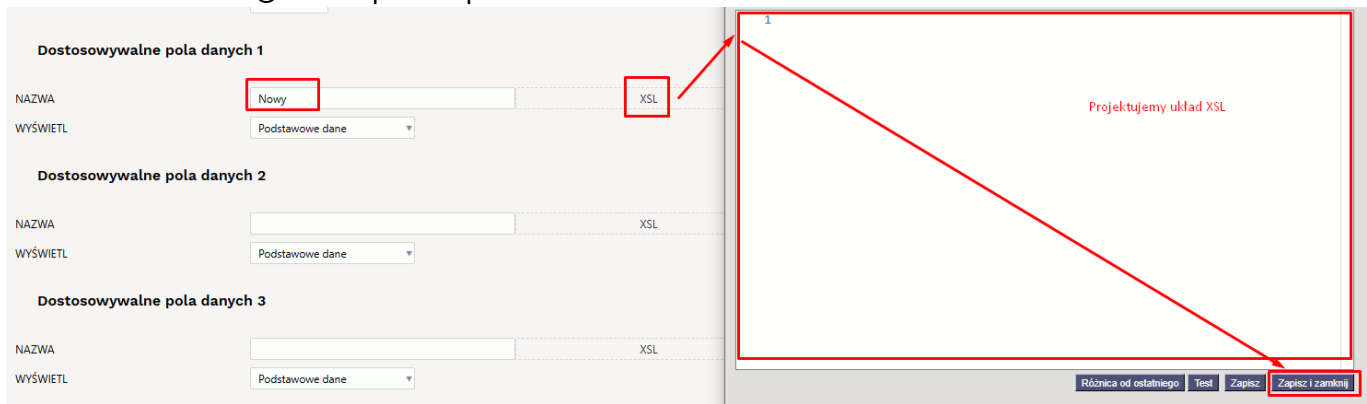 Dostosowywalne pola danych 1
NAZWA Nowy XSL
WYŚWIETL Podstawowe dane
Dostosowywalne pola danych 2
NAZWA XSL
WYŚWIETL Podstawowe dane
Dostosowywalne pola danych 3
NAZWA XSL
WYŚWIETL Podstawowe dane
1
Projektujemy układ XSL
Różnica od ostatniego Test Zapisz Zapisz i zamknij